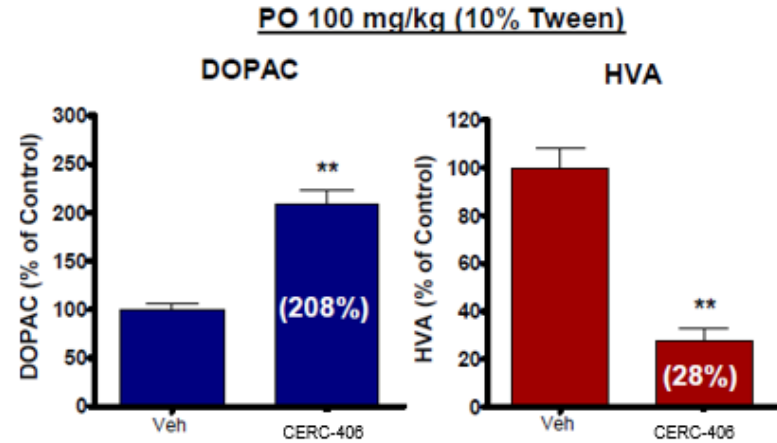 PO 100 mg/kg (10% Tween)
DOPAC
HVA
DOPAC (% of Control)
300
250
200
150
100
50
0
**
(208%)
Veh
CERC-406
HVA (% of Control)
120
100
80
60
40
20
0
**
(28%)
Veh
CERC-406